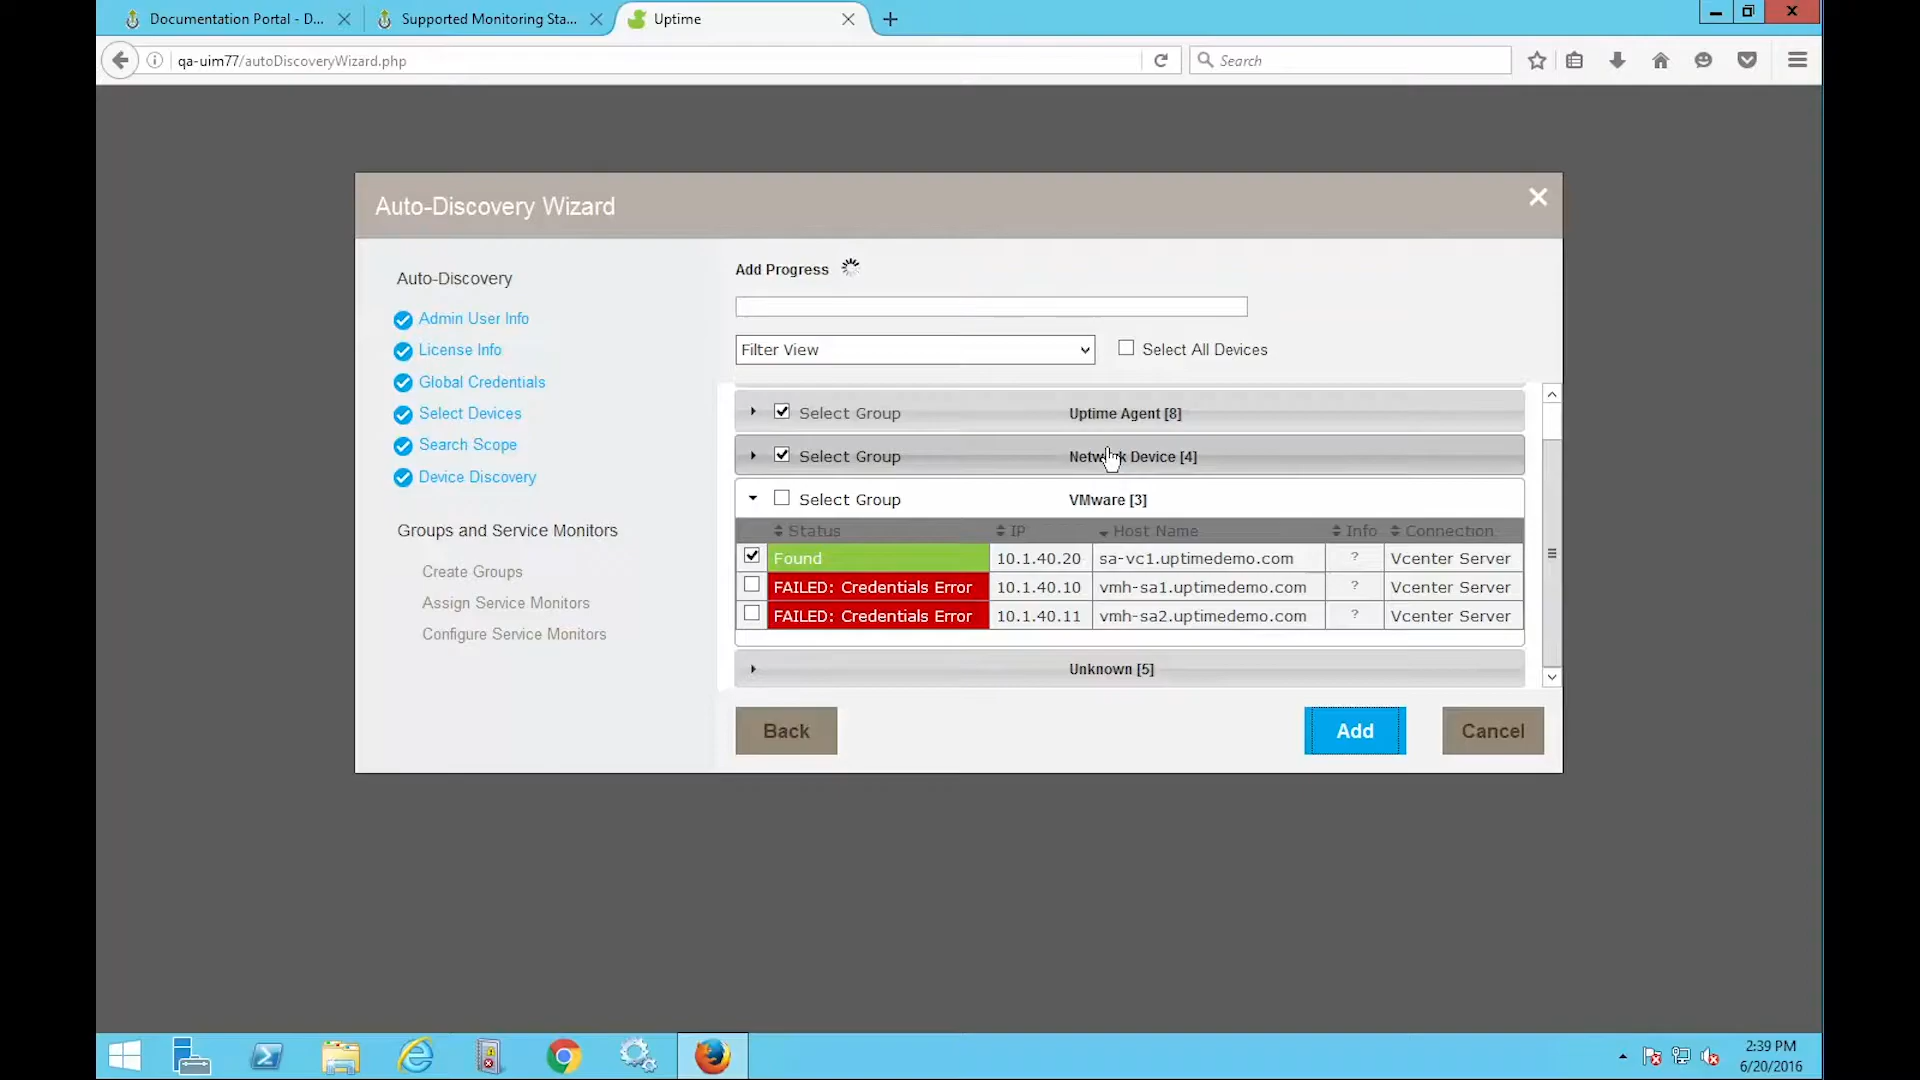 Documentation Portal - D...
Supported Monitoring Sta...
Uptime
qa-uim77/autoDiscoveryWizard.php
Search
Auto-Discovery Wizard
Auto-Discovery
Admin User Info
License Info
Global Credentials
Select Devices
Search Scope
Device Discovery
Groups and Service Monitors
Create Groups
Assign Service Monitors
Configure Service Monitors
Add Progress
Filter View
Select All Devices
Select Group Uptime Agent [8]
Select Group Network Device [4]
Select Group VMware [3]
Status IP Host Name Info Connection
Found 10.1.40.20 sa-vc1.uptimedemo.com ? Vcenter Server
FAILED: Credentials Error 10.1.40.10 vmh-sa1.uptimedemo.com ? Vcenter Server
FAILED: Credentials Error 10.1.40.11 vmh-sa2.uptimedemo.com ? Vcenter Server
Unknown [5]
Back Add Cancel
2:39 PM
6/20/2016